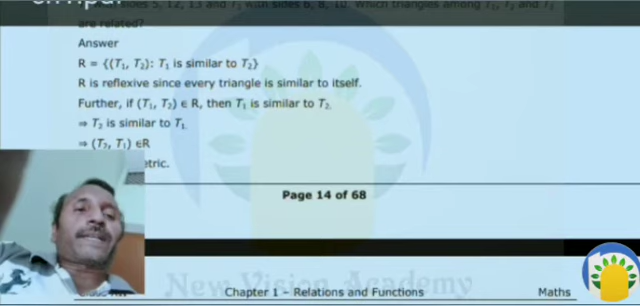 sides 5, 12, 13 and T₃ with sides 6, 8, 10. Which triangles among T₁, T₂ and T₃
are related?
Answer
R = {(T₁, T₂): T₁ is similar to T₂}
R is reflexive since every triangle is similar to itself.
Further, if (T₁, T₂) ∈ R, then T₁ is similar to T₂.
⇒ T₂ is similar to T₁.
⇒ (T₂, T₁) ∈R
etric.
Page 14 of 68
New Vision Academy
Chapter 1 – Relations and Functions Maths